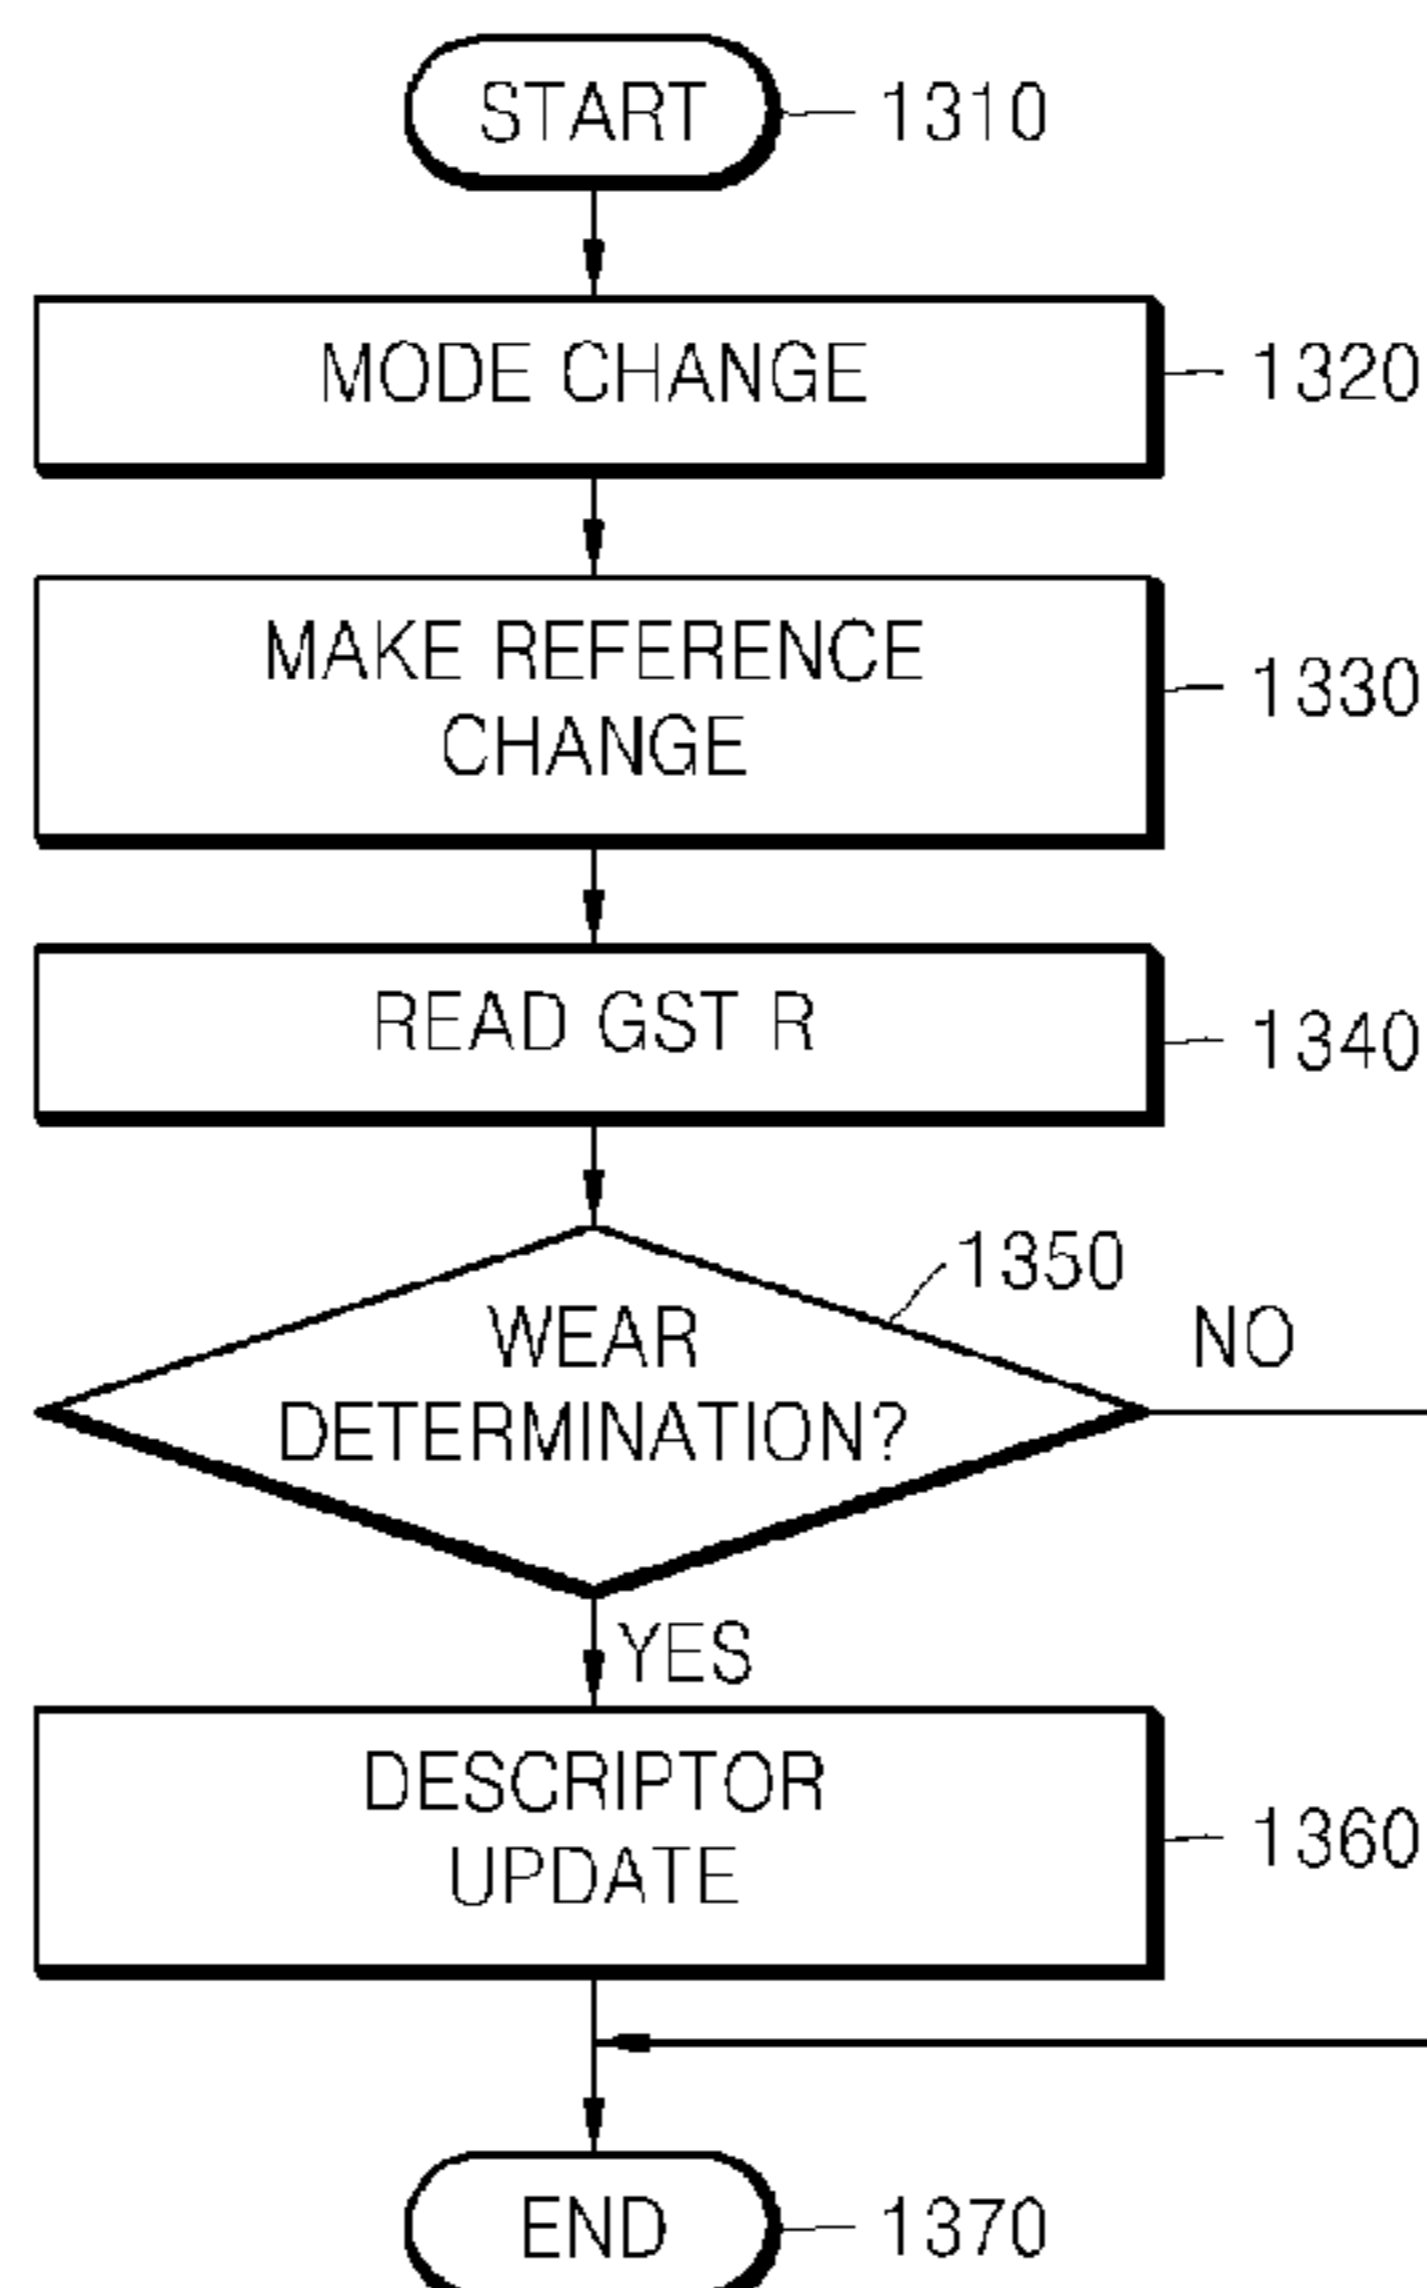 START 1310
MODE CHANGE 1320
MAKE REFERENCE
CHANGE
1330
READ GST R 1340
1350
WEAR
DETERMINATION?
NO
YES
DESCRIPTOR
UPDATE
1360
END 1370